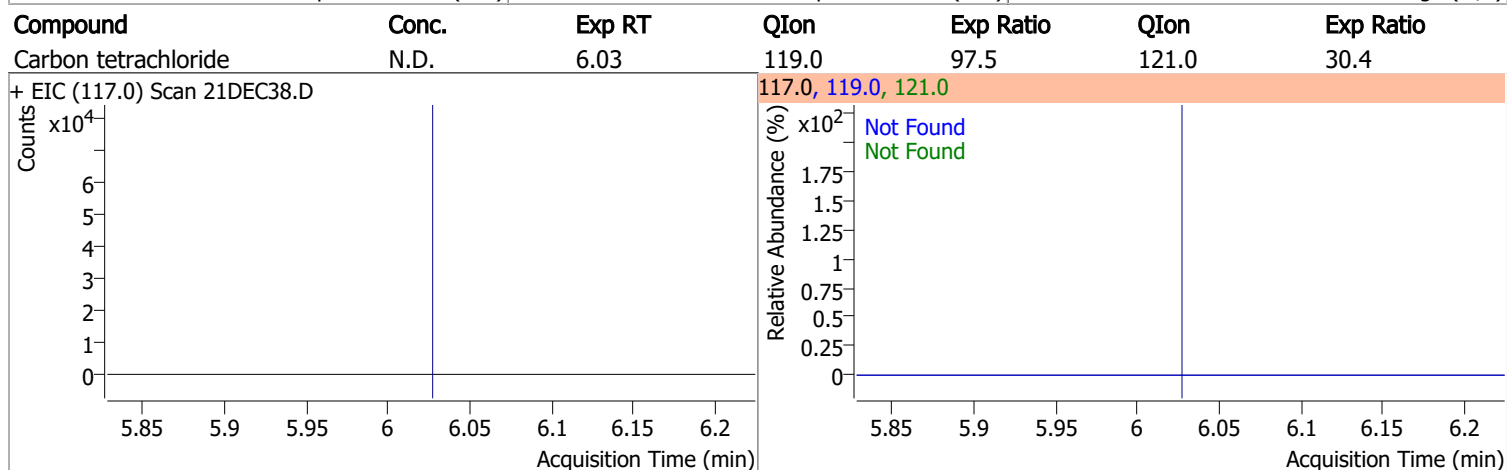 Compound Conc. Exp RT QIon Exp Ratio QIon Exp Ratio
Carbon tetrachloride N.D. 6.03 119.0 97.5 121.0 30.4
+ EIC (117.0) Scan 21DEC38.D
Counts
x10⁴
6
5
4
3
2
1
0
5.85 5.9 5.95 6 6.05 6.1 6.15 6.2
Acquisition Time (min)
117.0, 119.0, 121.0
Relative Abundance (%)
x10²
Not Found
Not Found
1.75
1.5
1.25
1
0.75
0.5
0.25
0
5.85 5.9 5.95 6 6.05 6.1 6.15 6.2
Acquisition Time (min)